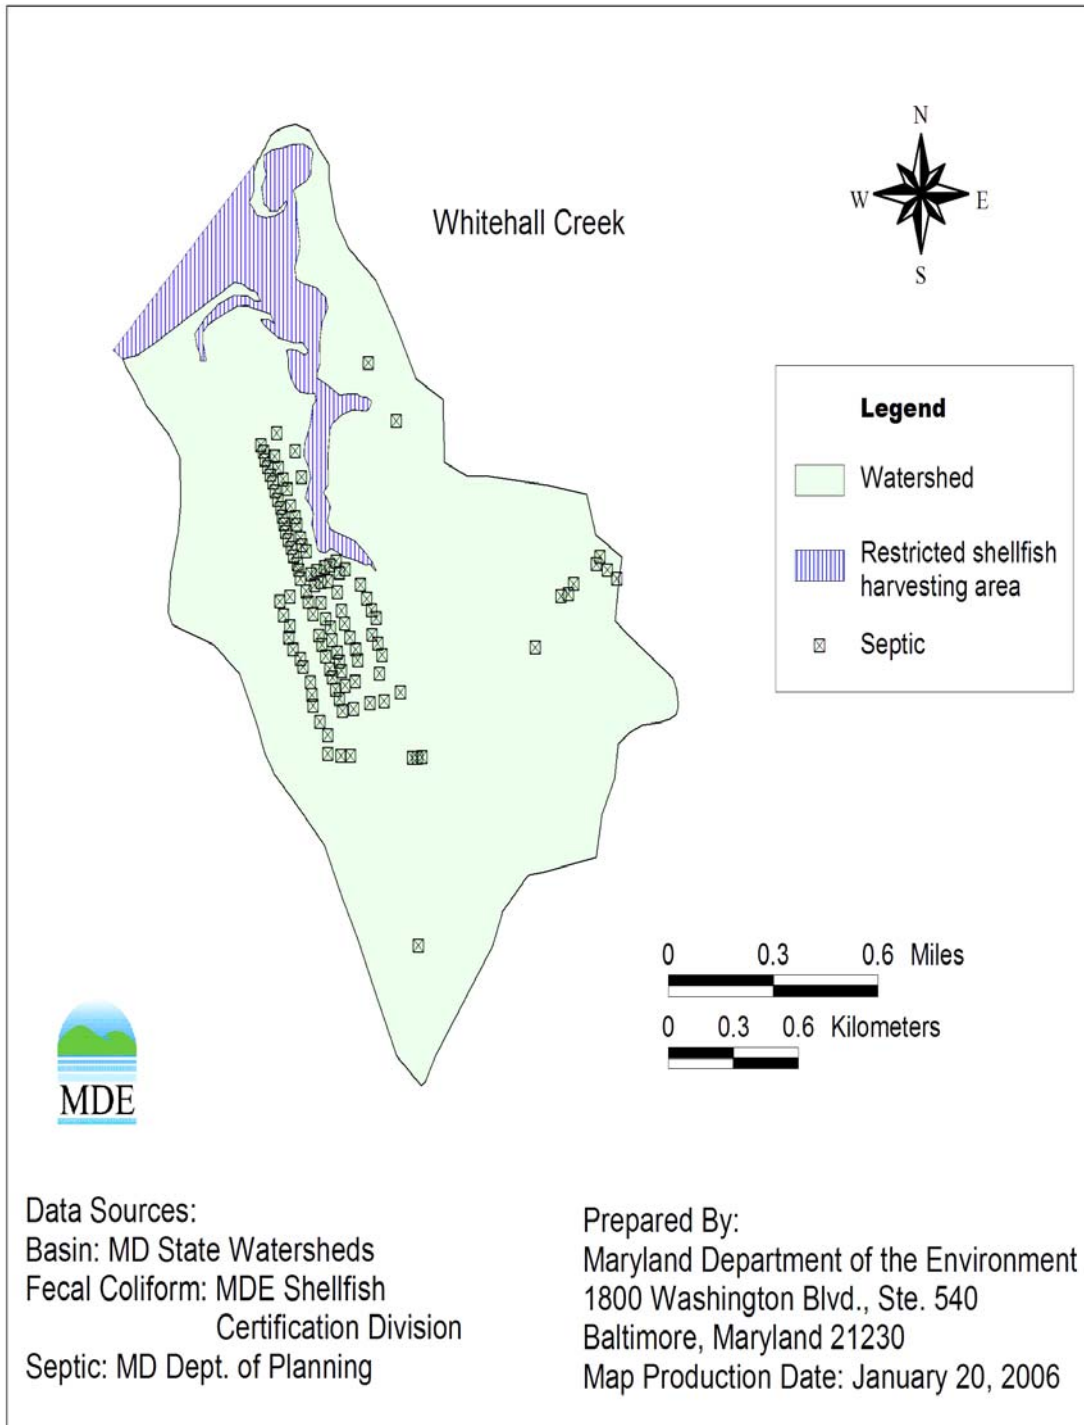 N
W E
S
Whitehall Creek
Legend
Watershed
Restricted shellfish
harvesting area
Septic
0 0.3 0.6 Miles
0 0.3 0.6 Kilometers
MDE
Data Sources:
Basin: MD State Watersheds
Fecal Coliform: MDE Shellfish
Certification Division
Septic: MD Dept. of Planning
Prepared By:
Maryland Department of the Environment
1800 Washington Blvd., Ste. 540
Baltimore, Maryland 21230
Map Production Date: January 20, 2006